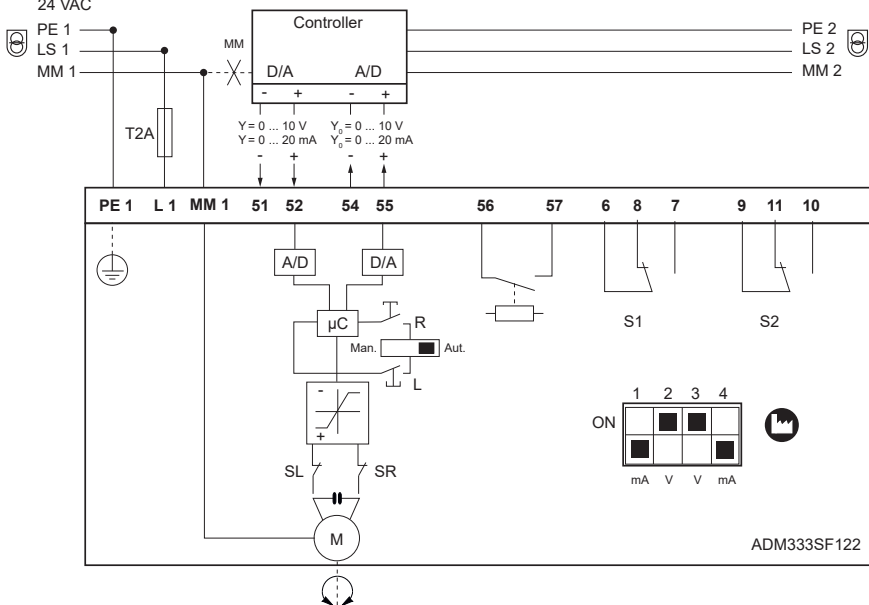 24 VAC
PE 1
LS 1
MM 1
MM
Controller
D/A A/D
- + - +
PE 2
LS 2
MM 2
T2A
Y = 0 ... 10 V
Y = 0 ... 20 mA
- +
Y₀ = 0 ... 10 V
Y₀ = 0 ... 20 mA
- +
PE 1 L 1 MM 1 51 52 54 55 56 57 6 8 7 9 11 10
A/D D/A
µC
R
Man. Aut.
L
-
+
SL SR
M
S1 S2
1 2 3 4
ON
mA V V mA
ADM333SF122